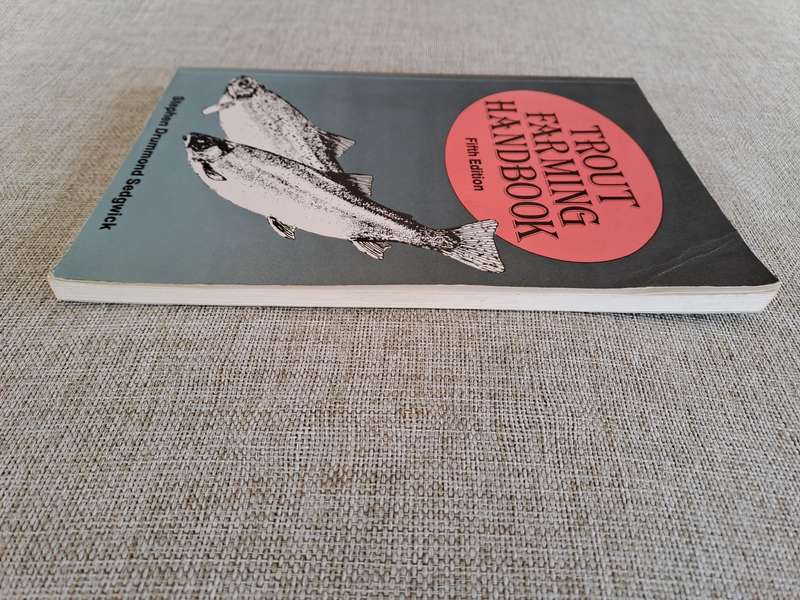 TROUT
FARMING
HANDBOOK
Fifth Edition
Stephen Drummond Sedgwick